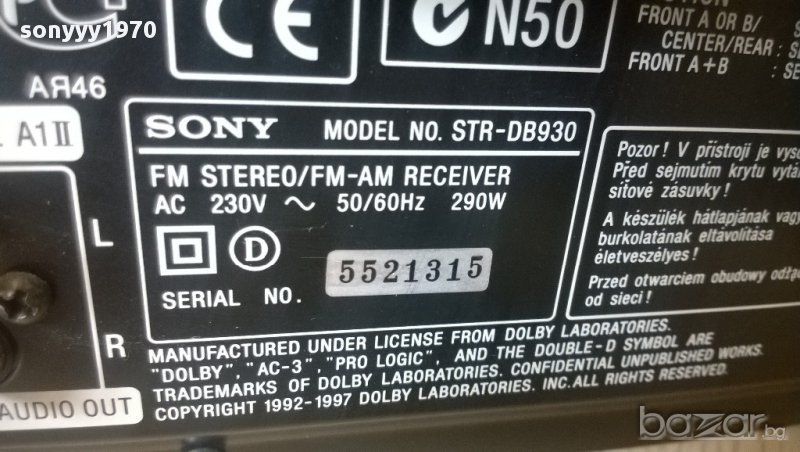 sonyyy1970
CE
N50
FRONT A OR B/
CENTER/REAR :
FRONT A+B :
АЯ46
A1II
SONY MODEL NO. STR-DB930
FM STEREO/FM-AM RECEIVER
AC 230V ~ 50/60Hz 290W
D
5521315
SERIAL NO.
L
R
AUDIO OUT
MANUFACTURED UNDER LICENSE FROM DOLBY LABORATORIES.
"DOLBY", "AC-3", "PRO LOGIC", AND THE DOUBLE-D SYMBOL ARE
TRADEMARKS OF DOLBY LABORATORIES. CONFIDENTIAL UNPUBLISHED WORKS.
COPYRIGHT 1992-1997 DOLBY LABORATORIES, INC. ALL RIGHTS RESERVED.
Pozor! V přístroji je
Před sejmutím krytu
síťové zásuvky!
A készülék hátlapjának
burkolatának eltávolítása
életveszélyes!
Przed otwarciem obudowy
od sieci!
bazar.bg